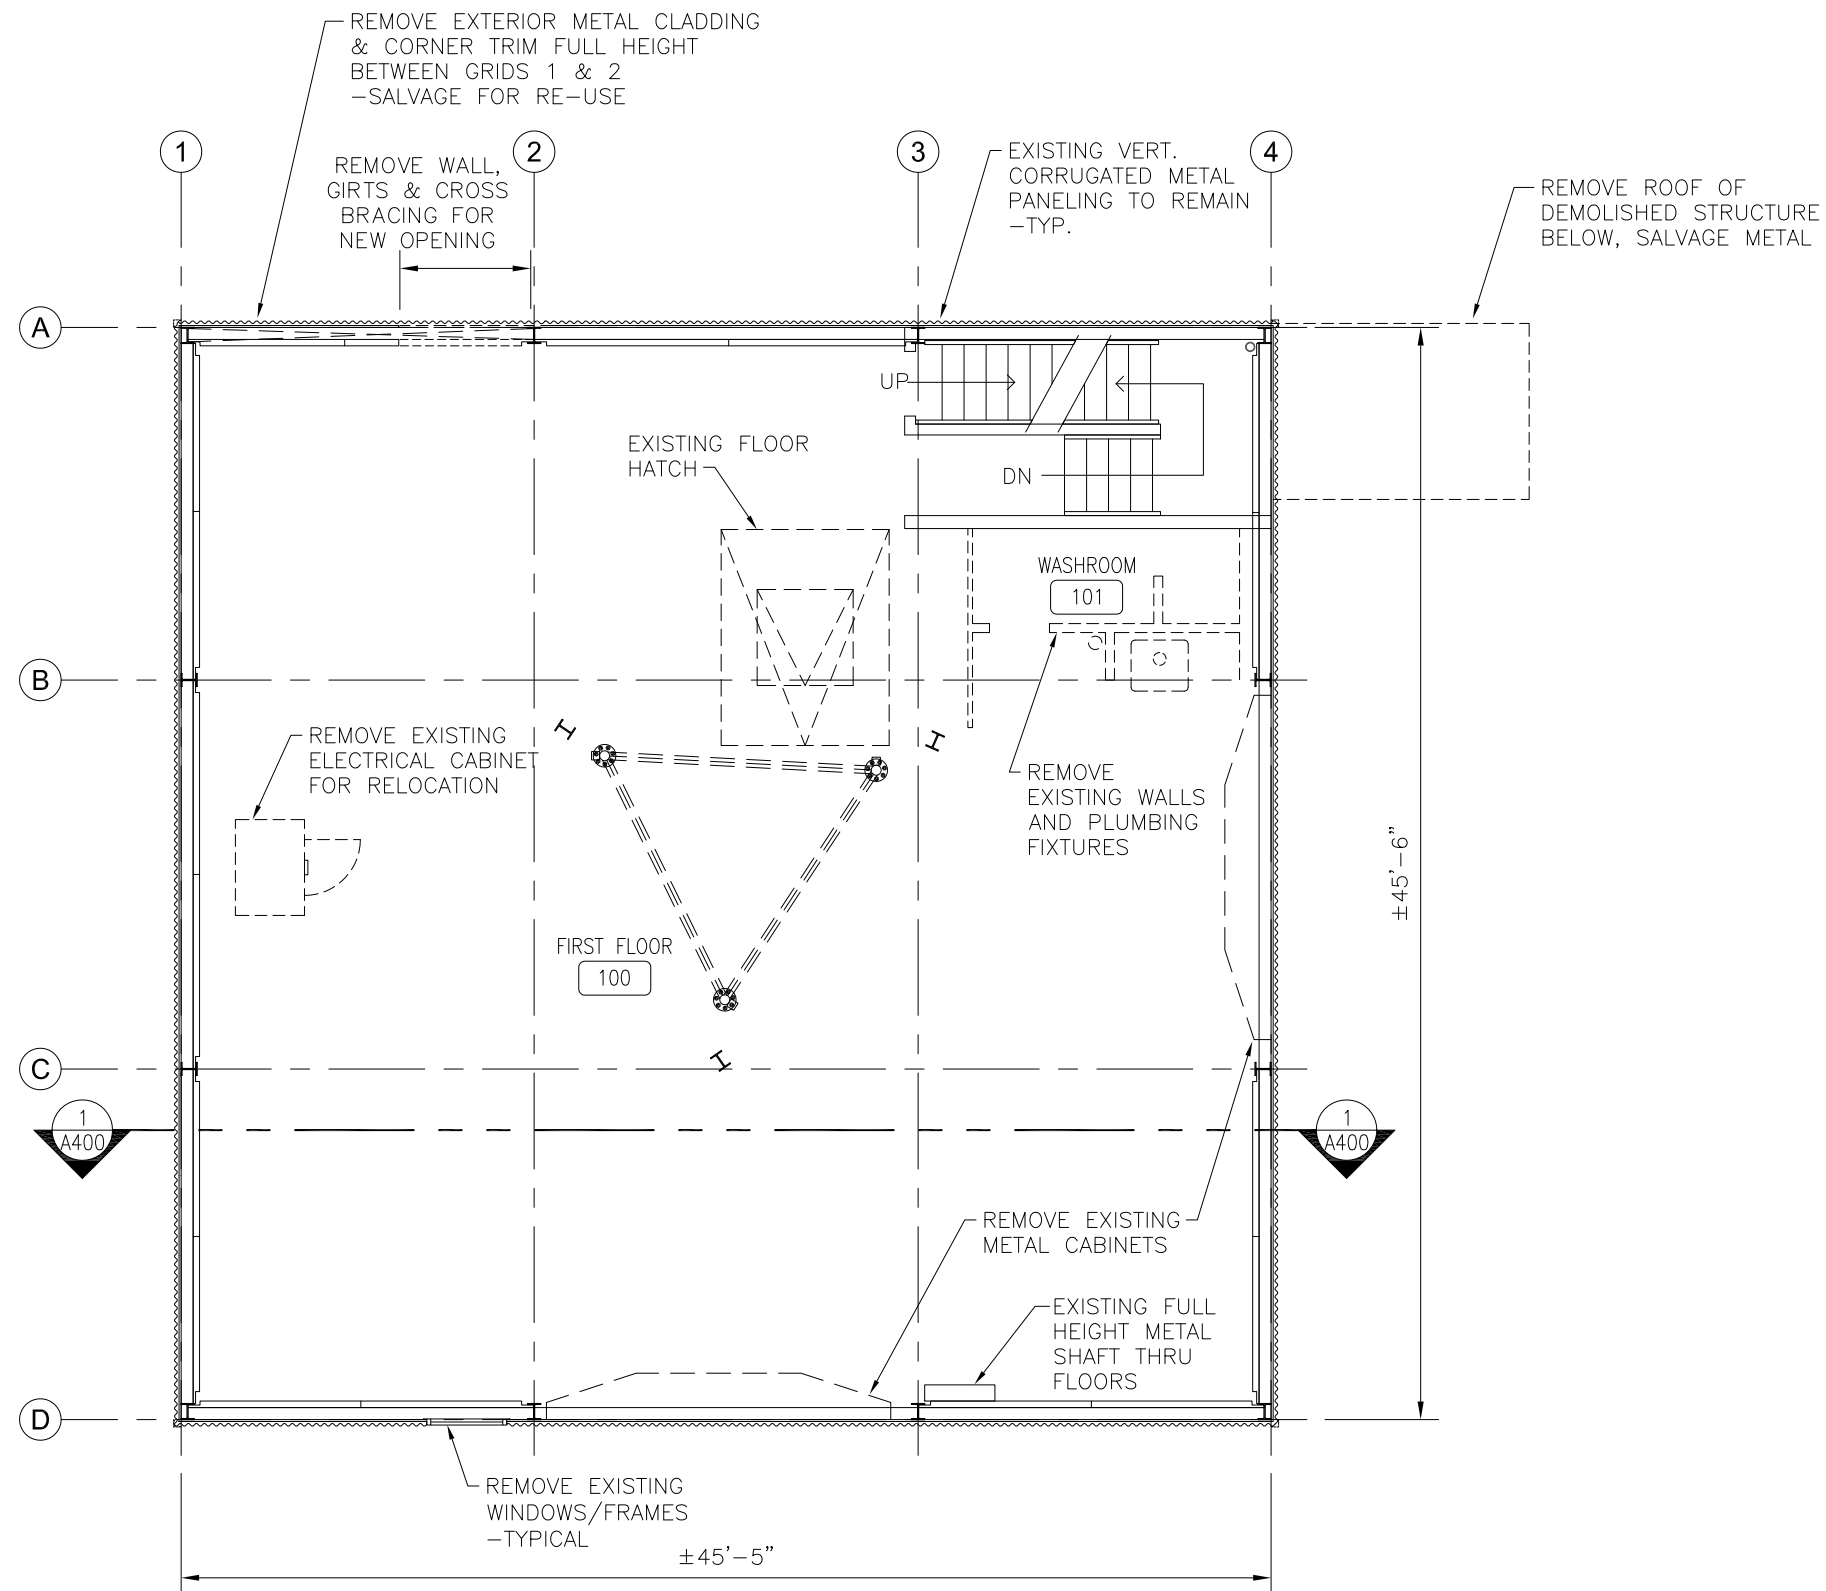 REMOVE EXTERIOR METAL CLADDING
& CORNER TRIM FULL HEIGHT
BETWEEN GRIDS 1 & 2
-SALVAGE FOR RE-USE
1
REMOVE WALL,
GIRTS & CROSS
BRACING FOR
NEW OPENING
2
3
EXISTING VERT.
CORRUGATED METAL
PANELING TO REMAIN
-TYP.
4
REMOVE ROOF OF
DEMOLISHED STRUCTURE
BELOW, SALVAGE METAL
A
UP
DN
EXISTING FLOOR
HATCH
WASHROOM
101
B
REMOVE EXISTING
ELECTRICAL CABINET
FOR RELOCATION
REMOVE
EXISTING WALLS
AND PLUMBING
FIXTURES
±45'-6"
FIRST FLOOR
100
C
1
A400
1
A400
REMOVE EXISTING
METAL CABINETS
EXISTING FULL
HEIGHT METAL
SHAFT THRU
FLOORS
D
REMOVE EXISTING
WINDOWS/FRAMES
-TYPICAL
±45'-5"